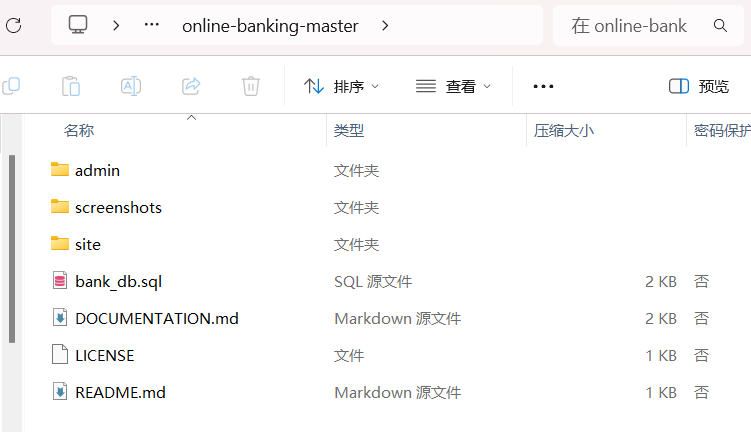 online-banking-master
在 online-bank
排序
查看
预览
名称 类型 压缩大小 密码保护
admin 文件夹
screenshots 文件夹
site 文件夹
bank_db.sql SQL 源文件 2 KB 否
DOCUMENTATION.md Markdown 源文件 2 KB 否
LICENSE 文件 1 KB 否
README.md Markdown 源文件 1 KB 否